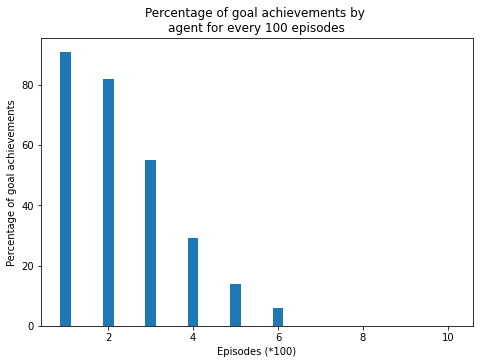 Percentage of goal achievements by
agent for every 100 episodes
Percentage of goal achievements
80
60
40
20
0
2
4
6
8
10
Episodes (*100)